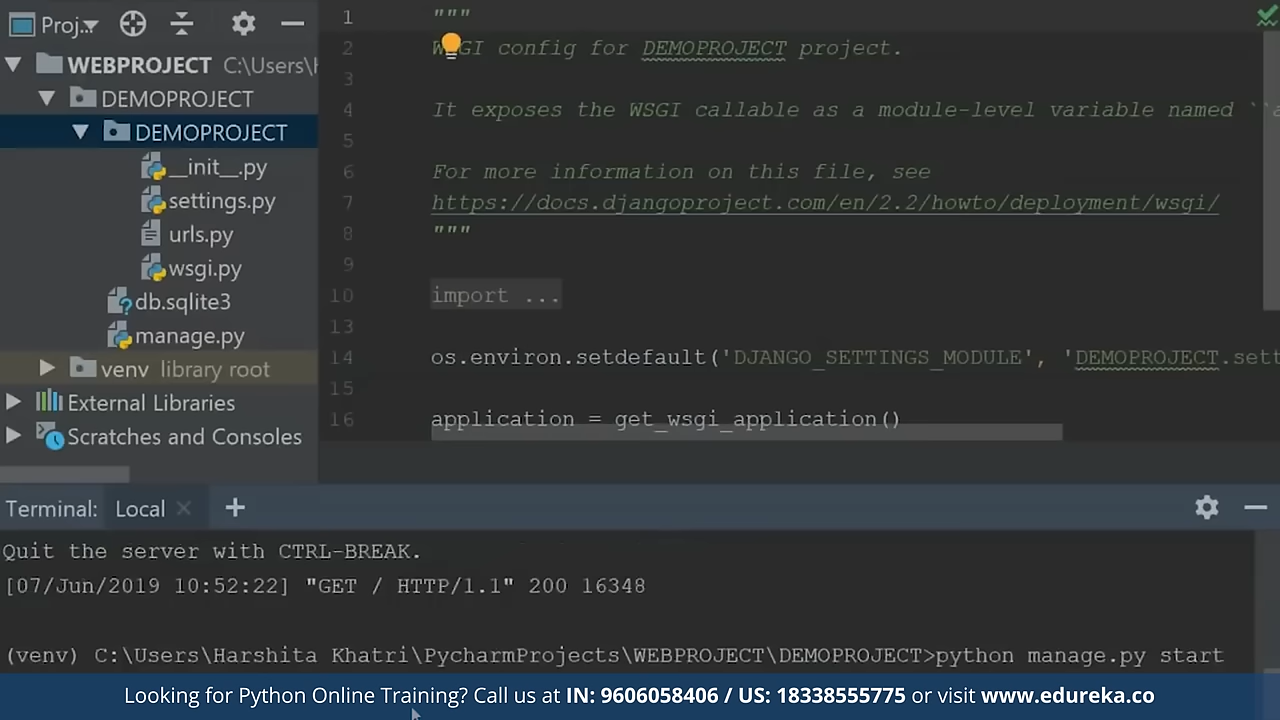 Proj..
WEBPROJECT C:\Users\
DEMOPROJECT
DEMOPROJECT
__init__.py
settings.py
urls.py
wsgi.py
db.sqlite3
manage.py
venv library root
External Libraries
Scratches and Consoles
1 """
2 WSGI config for DEMOPROJECT project.
3
4 It exposes the WSGI callable as a module-level variable named ``a
5
6 For more information on this file, see
7 https://docs.djangoproject.com/en/2.2/howto/deployment/wsgi/
8 """
9
10 import ...
13
14 os.environ.setdefault('DJANGO_SETTINGS_MODULE', 'DEMOPROJECT.sett
15
16 application = get_wsgi_application()
Terminal: Local
Quit the server with CTRL-BREAK.
[07/Jun/2019 10:52:22] "GET / HTTP/1.1" 200 16348
(venv) C:\Users\Harshita Khatri\PycharmProjects\WEBPROJECT\DEMOPROJECT>python manage.py start
Looking for Python Online Training? Call us at IN: 9606058406 / US: 18338555775 or visit www.edureka.co